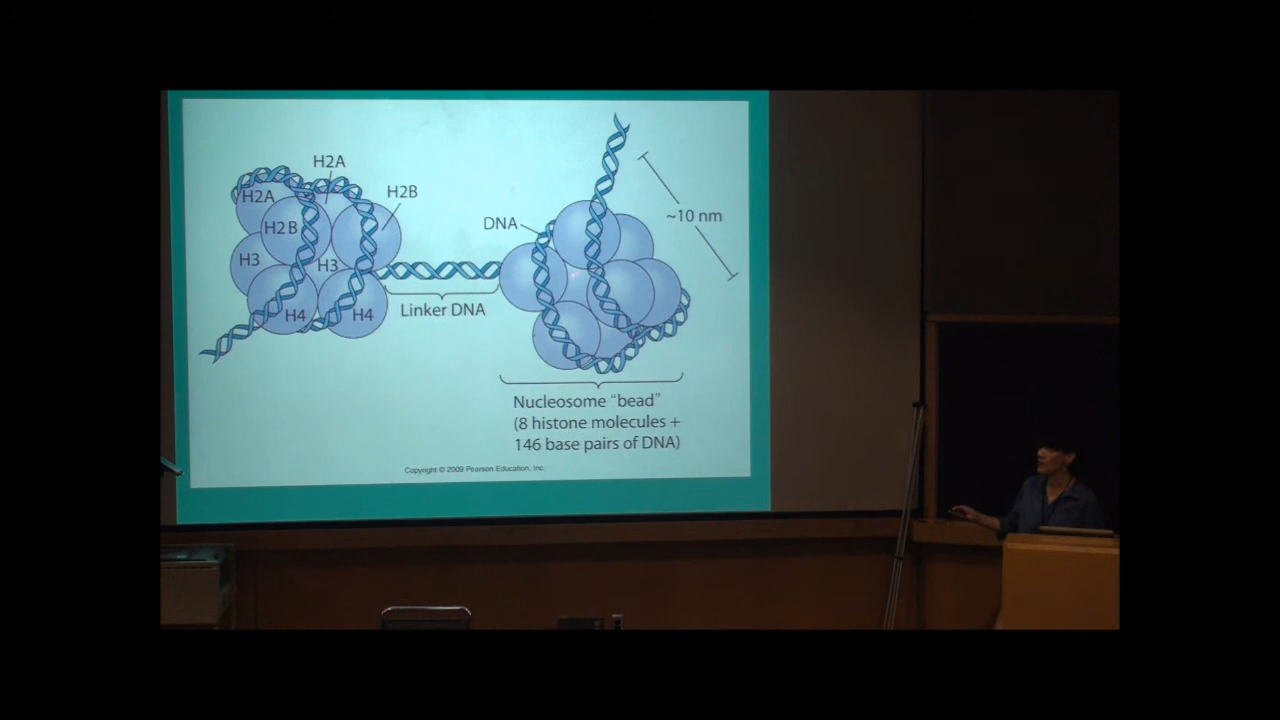 H2A
H2A
H2B
H2B
H3
H3
H4
H4
Linker DNA
DNA
~10 nm
Nucleosome “bead”
(8 histone molecules +
146 base pairs of DNA)
Copyright © 2009 Pearson Education, Inc.